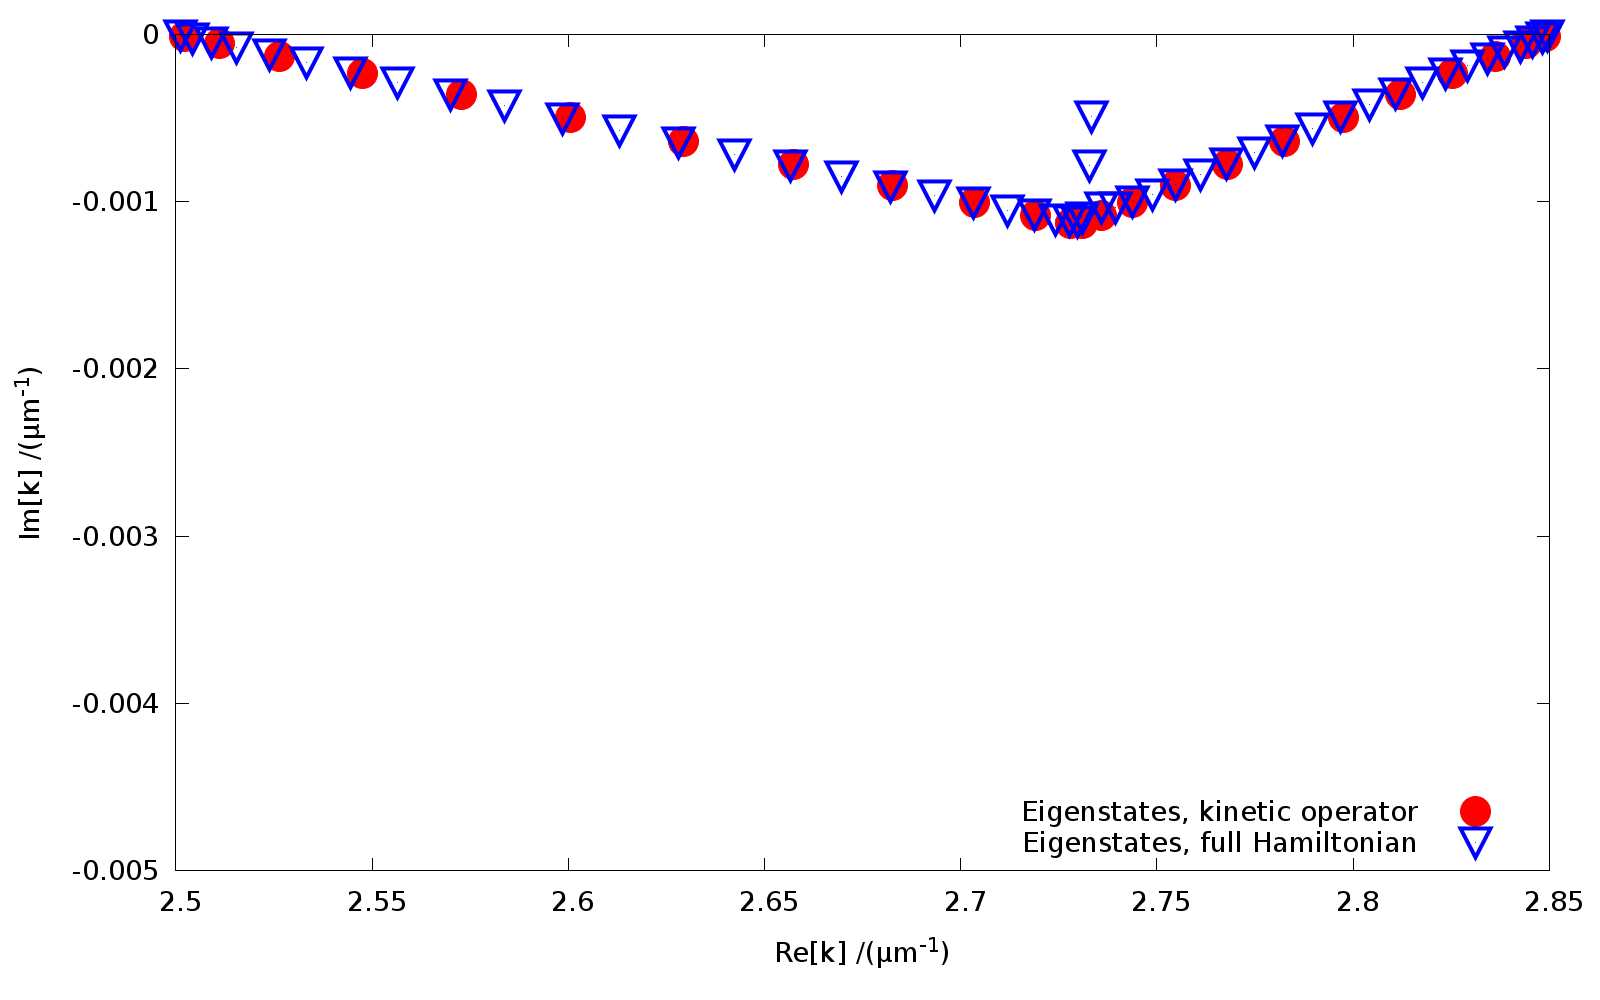 0
-0.001
-0.002
-0.003
-0.004
-0.005
2.5 2.55 2.6 2.65 2.7 2.75 2.8 2.85
Im[k] /(μm-1)
Re[k] /(μm-1)
Eigenstates, kinetic operator
Eigenstates, full Hamiltonian